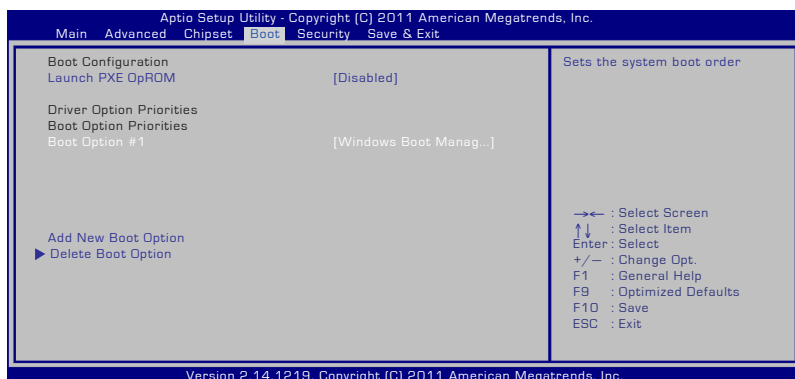 Aptio Setup Utility - Copyright (C) 2011 American Megatrends, Inc.
Main Advanced Chipset Boot Security Save & Exit
Boot Configuration
Launch PXE OpROM [Disabled]
Driver Option Priorities
Boot Option Priorities
Boot Option #1 [Windows Boot Manag...]
Add New Boot Option
▶ Delete Boot Option
Sets the system boot order
→← : Select Screen
↑↓ : Select Item
Enter : Select
+/− : Change Opt.
F1 : General Help
F9 : Optimized Defaults
F10 : Save
ESC : Exit
Version 2.14.1219. Copyright (C) 2011 American Megatrends, Inc.